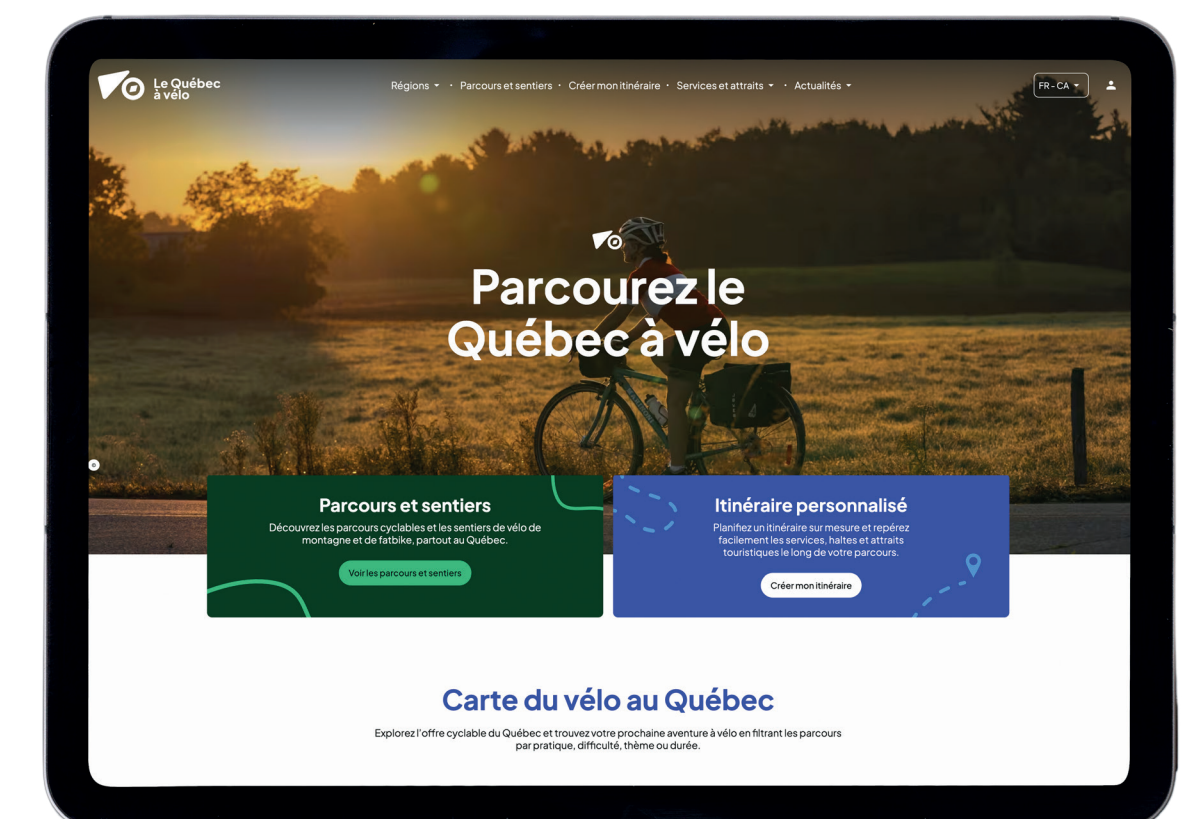 Le Québec
à vélo
Régions · Parcours et sentiers · Créer mon itinéraire · Services et attraits · Actualités
FR - CA
Parcourez le
Québec à vélo
Parcours et sentiers
Découvrez les parcours cyclables et les sentiers de vélo de
montagne et de fatbike, partout au Québec.
Voir les parcours et sentiers
Itinéraire personnalisé
Planifiez un itinéraire sur mesure et repérez
facilement les services, haltes et attraits
touristiques le long de votre parcours.
Créer mon itinéraire
Carte du vélo au Québec
Explorez l'offre cyclable du Québec et trouvez votre prochaine aventure à vélo en filtrant les parcours
par pratique, difficulté, thème ou durée.